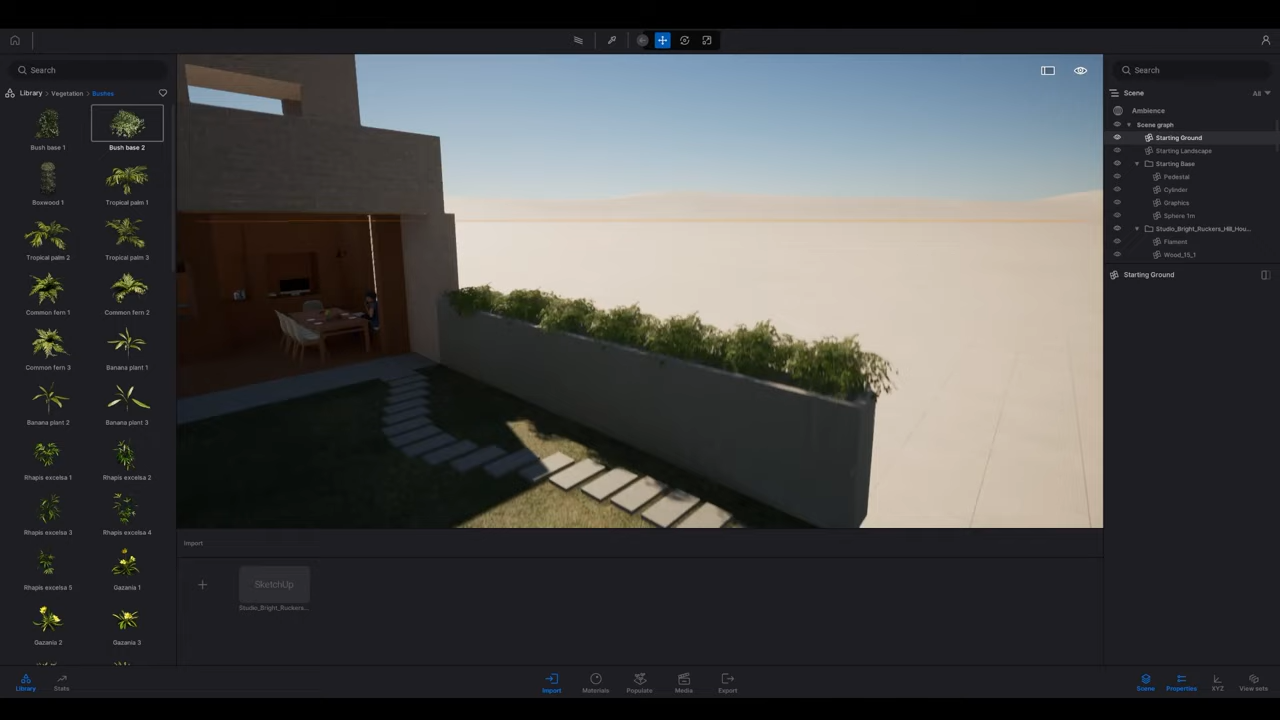 Search
Library
Vegetation
Bushes
Bush base 1
Bush base 2
Boxwood 1
Tropical palm 1
Tropical palm 2
Tropical palm 3
Common fern 1
Common fern 2
Common fern 3
Banana plant 1
Banana plant 2
Banana plant 3
Rhapis excelsa 1
Rhapis excelsa 2
Rhapis excelsa 3
Rhapis excelsa 4
Rhapis excelsa 5
Gazania 1
Gazania 2
Gazania 3
Import
SketchUp
Studio_Bright_Ruckers...
Search
Scene
All
Ambience
Scene graph
Starting Ground
Starting Landscape
Starting Base
Pedestal
Cylinder
Graphics
Sphere 1m
Studio_Bright_Ruckers_Hill_Hou...
Filament
Wood_15_1
Starting Ground
Library
Stats
Import
Materials
Populate
Media
Export
Scene
Properties
XYZ
View sets